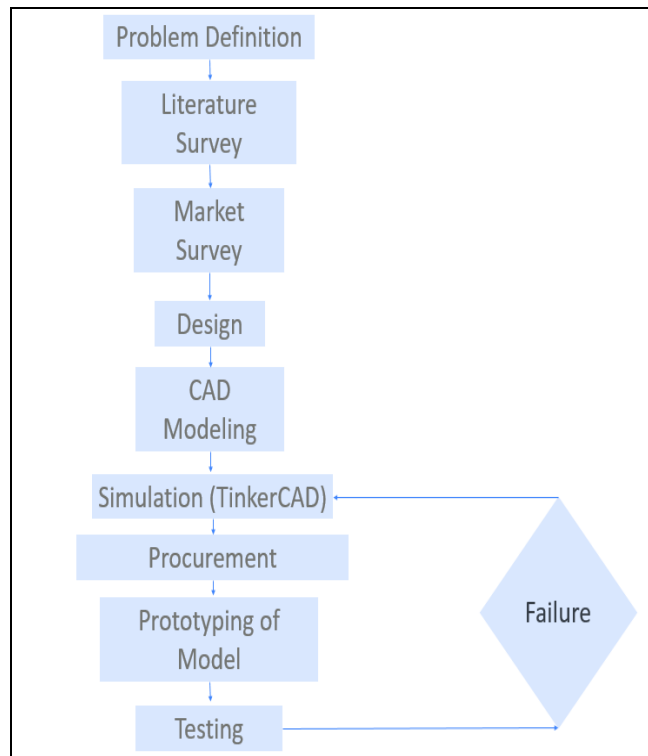 Problem Definition
Literature
Survey
Market
Survey
Design
CAD
Modeling
Simulation (TinkerCAD)
Procurement
Prototyping of
Model
Failure
Testing